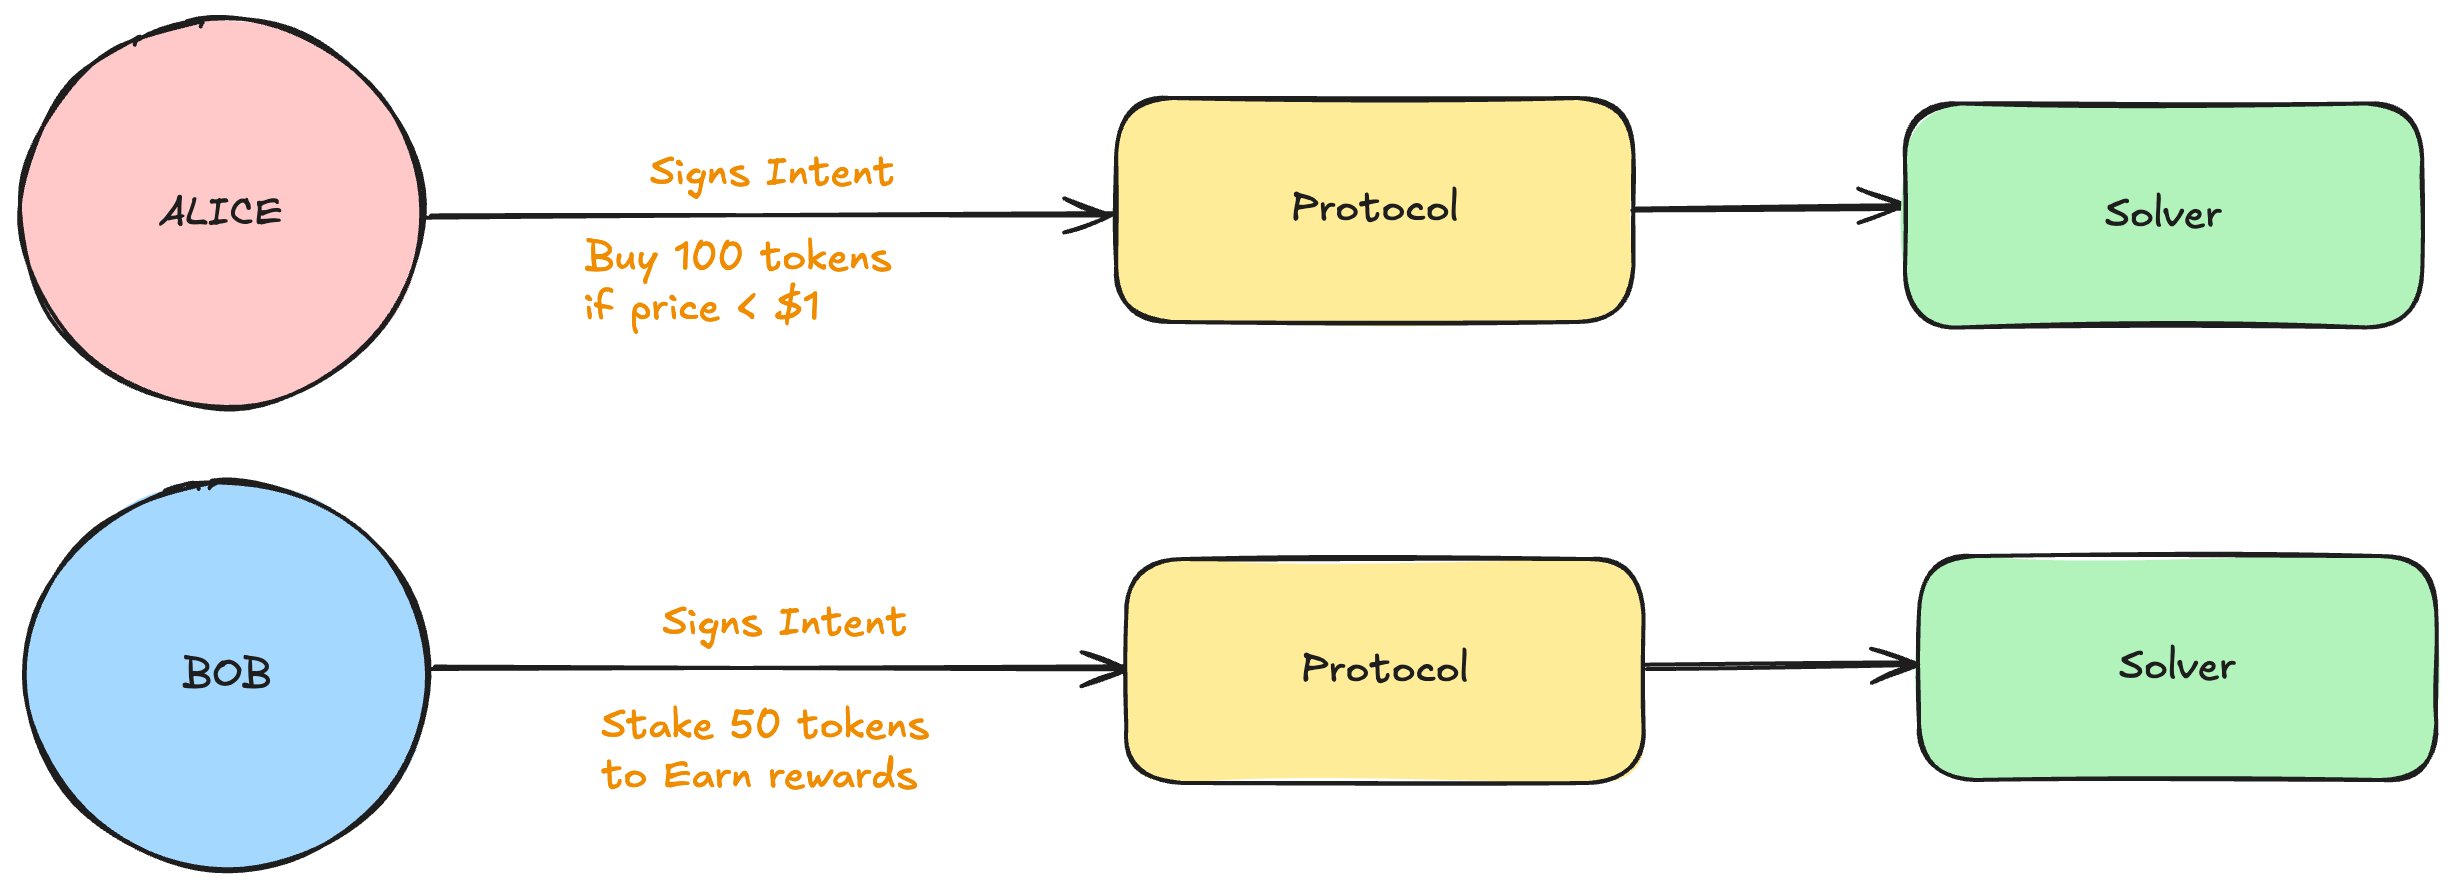 ALICE
Signs Intent
Buy 100 tokens
if price < $1
Protocol
Solver
BOB
Signs Intent
Stake 50 tokens
to Earn rewards
Protocol
Solver